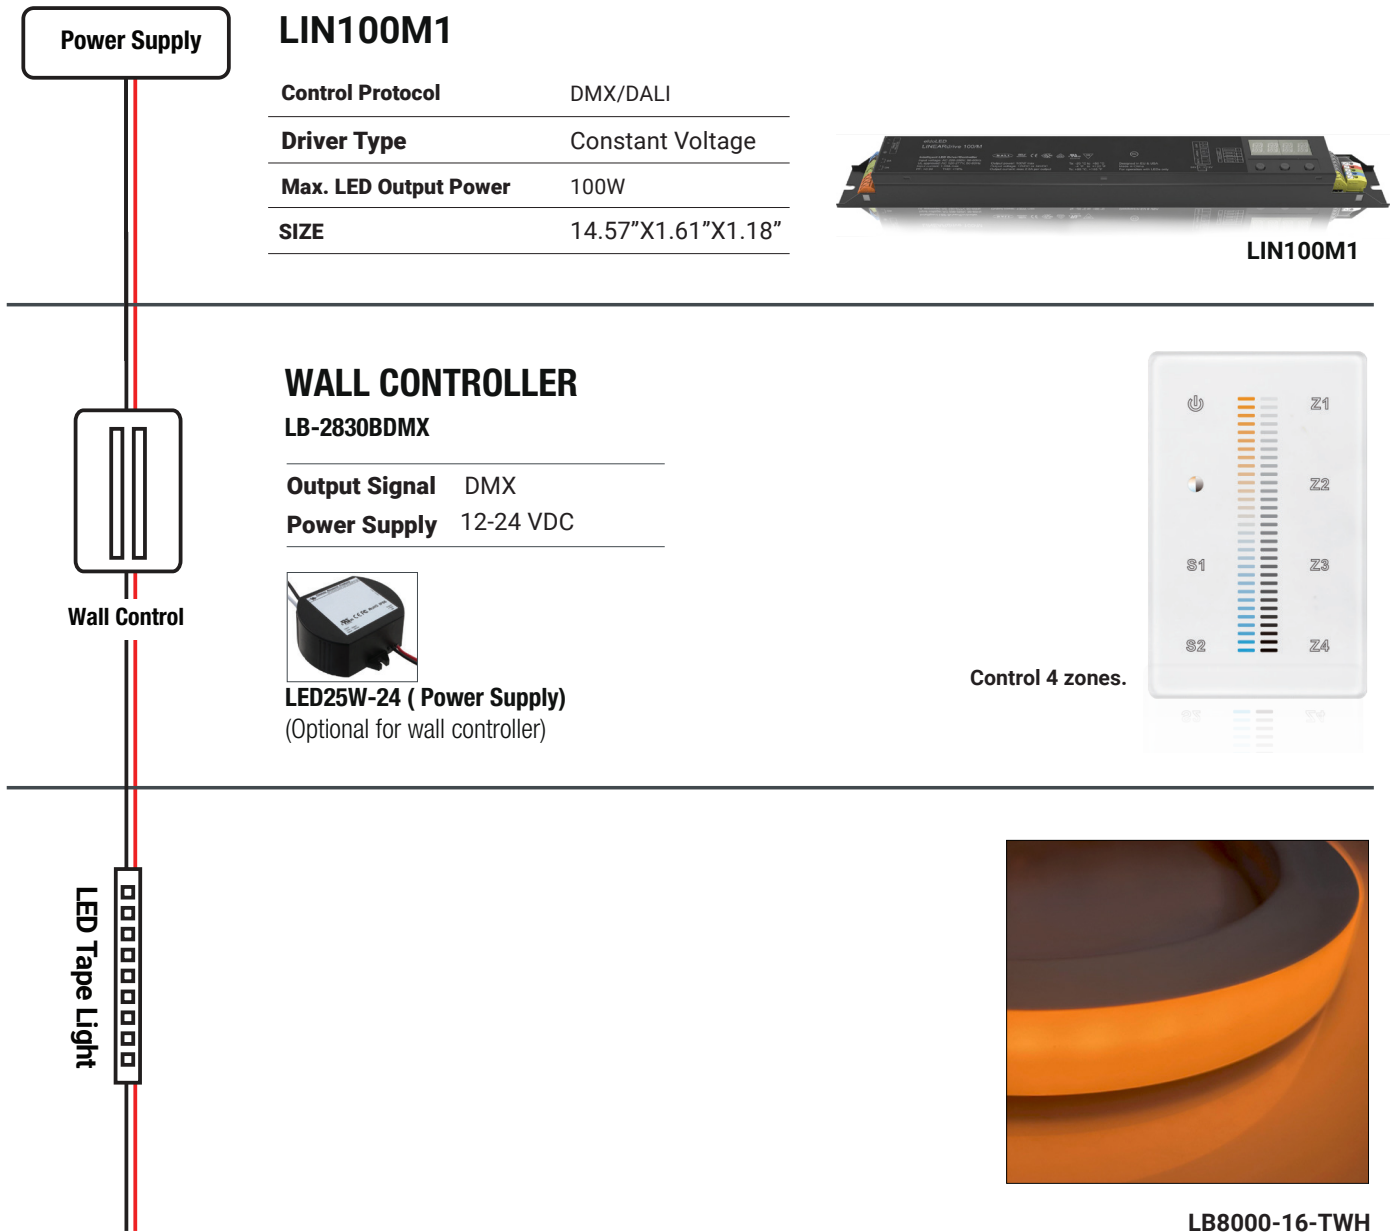 Power Supply
LIN100M1
Control Protocol DMX/DALI
Driver Type Constant Voltage
Max. LED Output Power 100W
SIZE 14.57”X1.61”X1.18”
LIN100M1
WALL CONTROLLER
LB-2830BDMX
Output Signal DMX
Power Supply 12-24 VDC
Wall Control
LED25W-24 ( Power Supply)
(Optional for wall controller)
Z1
Z2
S1 Z3
S2 Z4
Control 4 zones.
LED Tape Light
LB8000-16-TWH